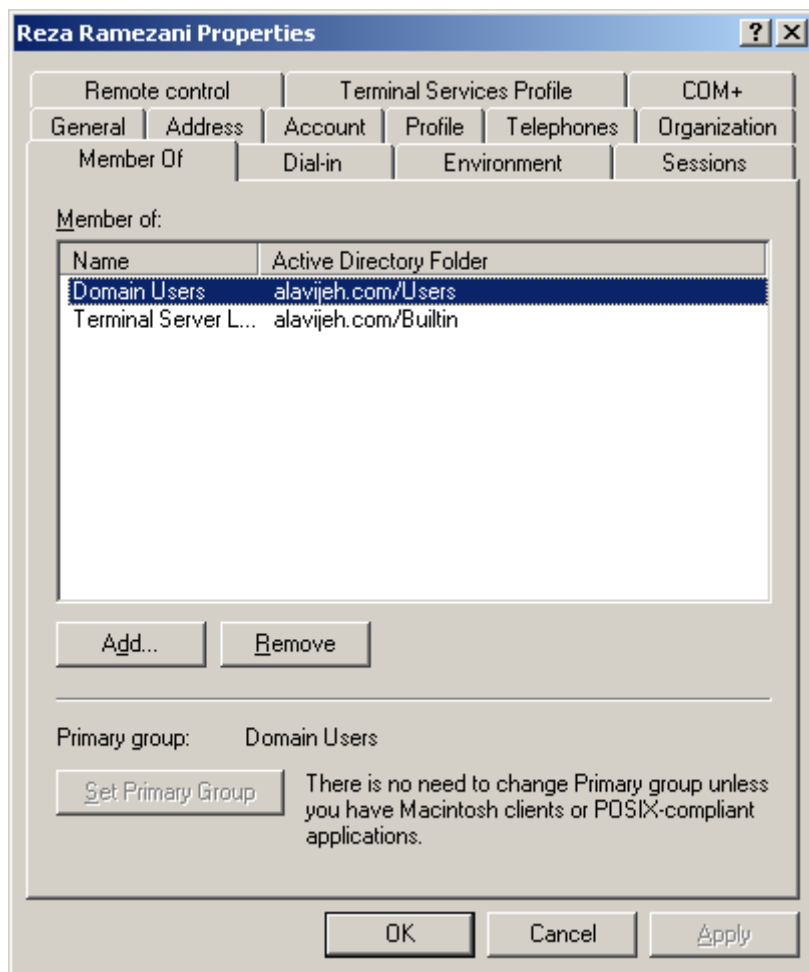 Reza Ramezani Properties
Remote control Terminal Services Profile COM+
General Address Account Profile Telephones Organization
Member Of Dial-in Environment Sessions
Member of:
Name Active Directory Folder
Domain Users alavijeh.com/Users
Terminal Server L... alavijeh.com/Builtin
Add... Remove
Primary group: Domain Users
Set Primary Group There is no need to change Primary group unless
you have Macintosh clients or POSIX-compliant
applications.
OK Cancel Apply